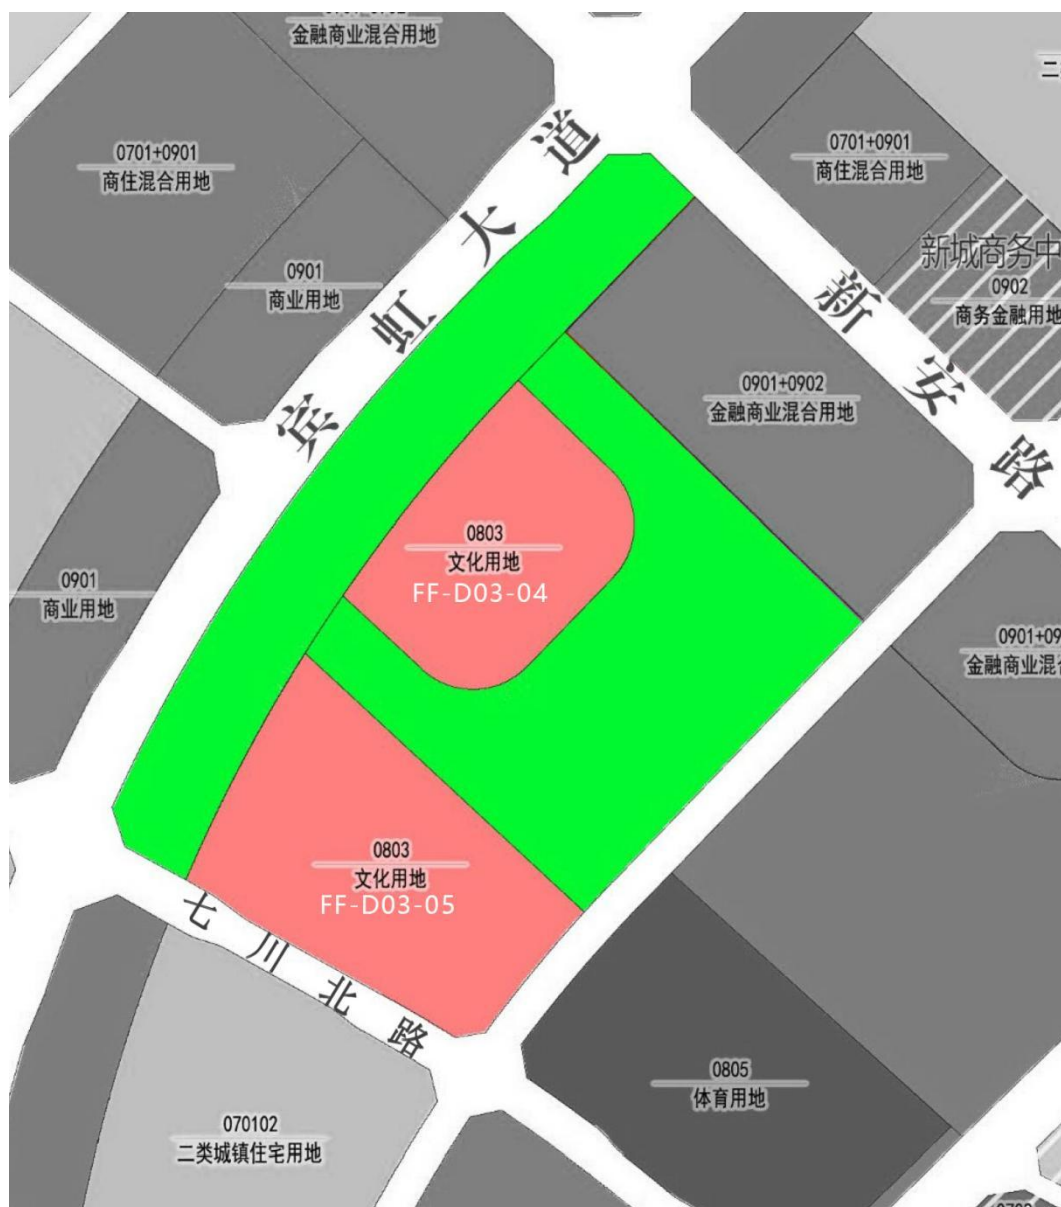 金融商业混合用地
0701+0901
商住混合用地
0701+0901
商住混合用地
宾虹大道
新城商务中
0901
商业用地
0902
商务金融用地
新安路
0901+0902
金融商业混合用地
0803
文化用地
FF-D03-04
0901
商业用地
0901+09
金融商业混
0803
文化用地
FF-D03-05
七川北路
0805
体育用地
070102
二类城镇住宅用地